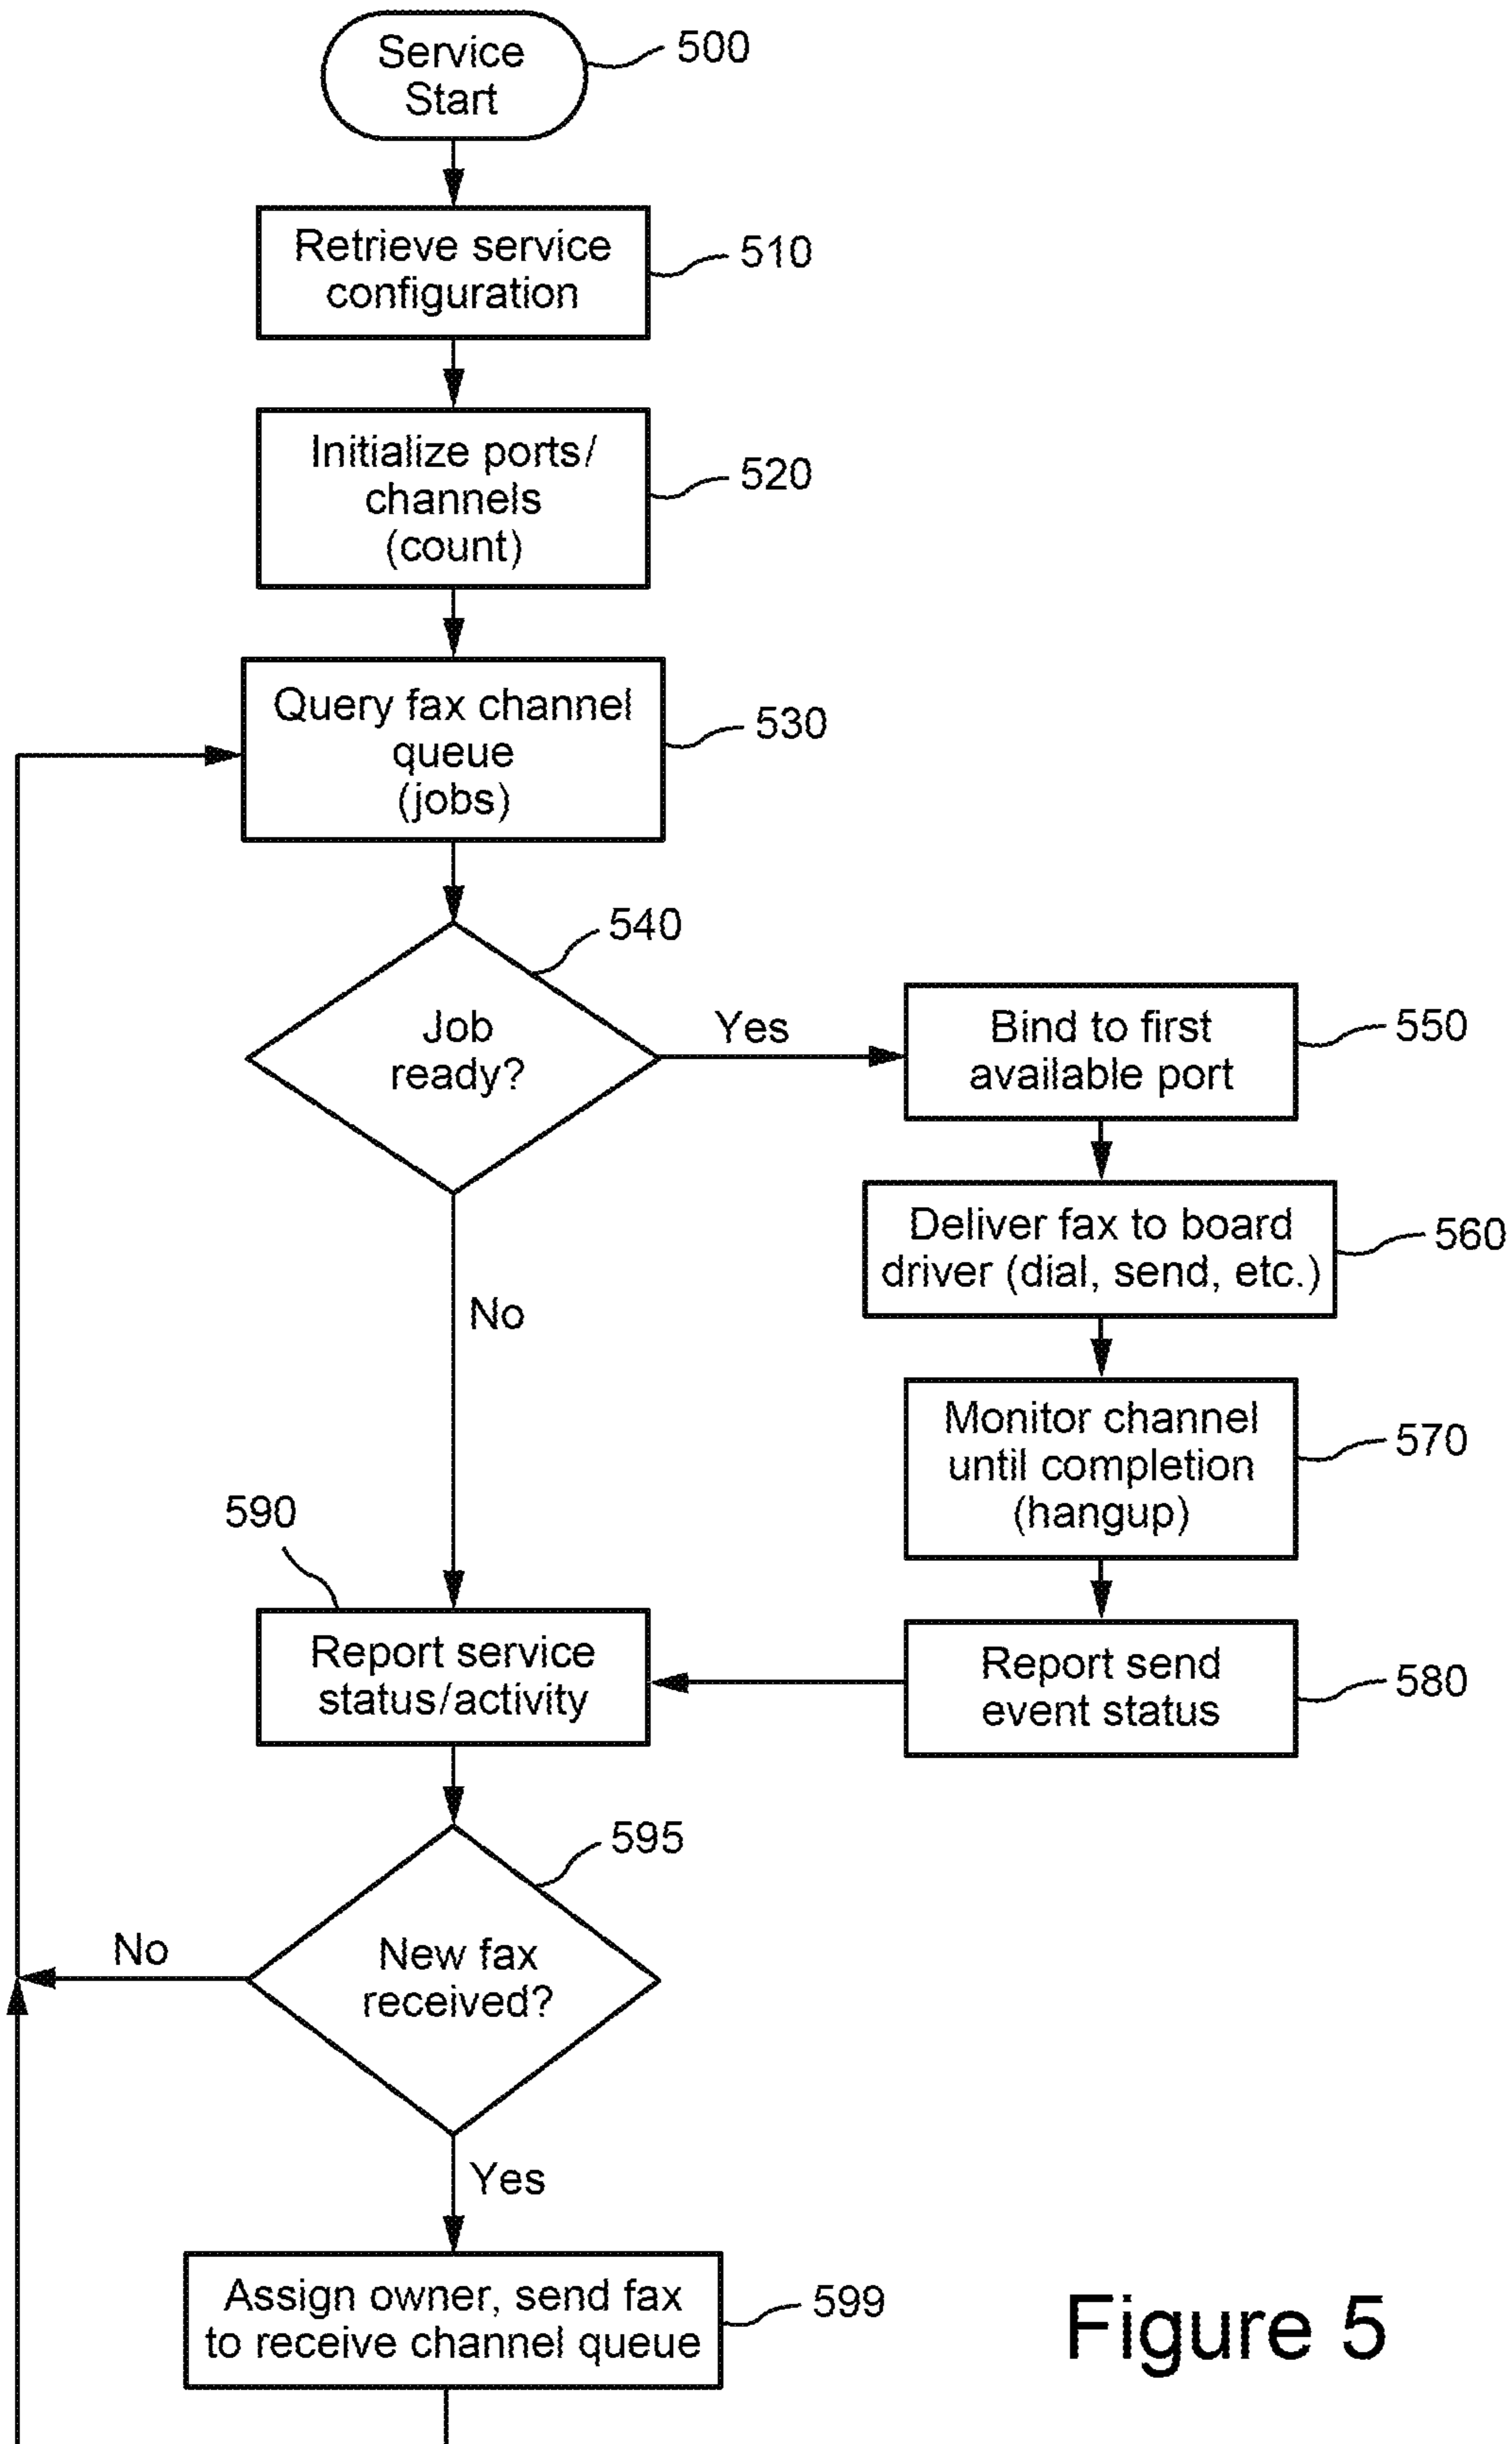 Service
Start
500
Retrieve service
configuration
510
Initialize ports/
channels
(count)
520
Query fax channel
queue
(jobs)
530
540
Job
ready?
Yes
No
Bind to first
available port
550
Deliver fax to board
driver (dial, send, etc.)
560
Monitor channel
until completion
(hangup)
570
Report send
event status
580
590
Report service
status/activity
595
New fax
received?
No
Yes
Assign owner, send fax
to receive channel queue
599
Figure 5